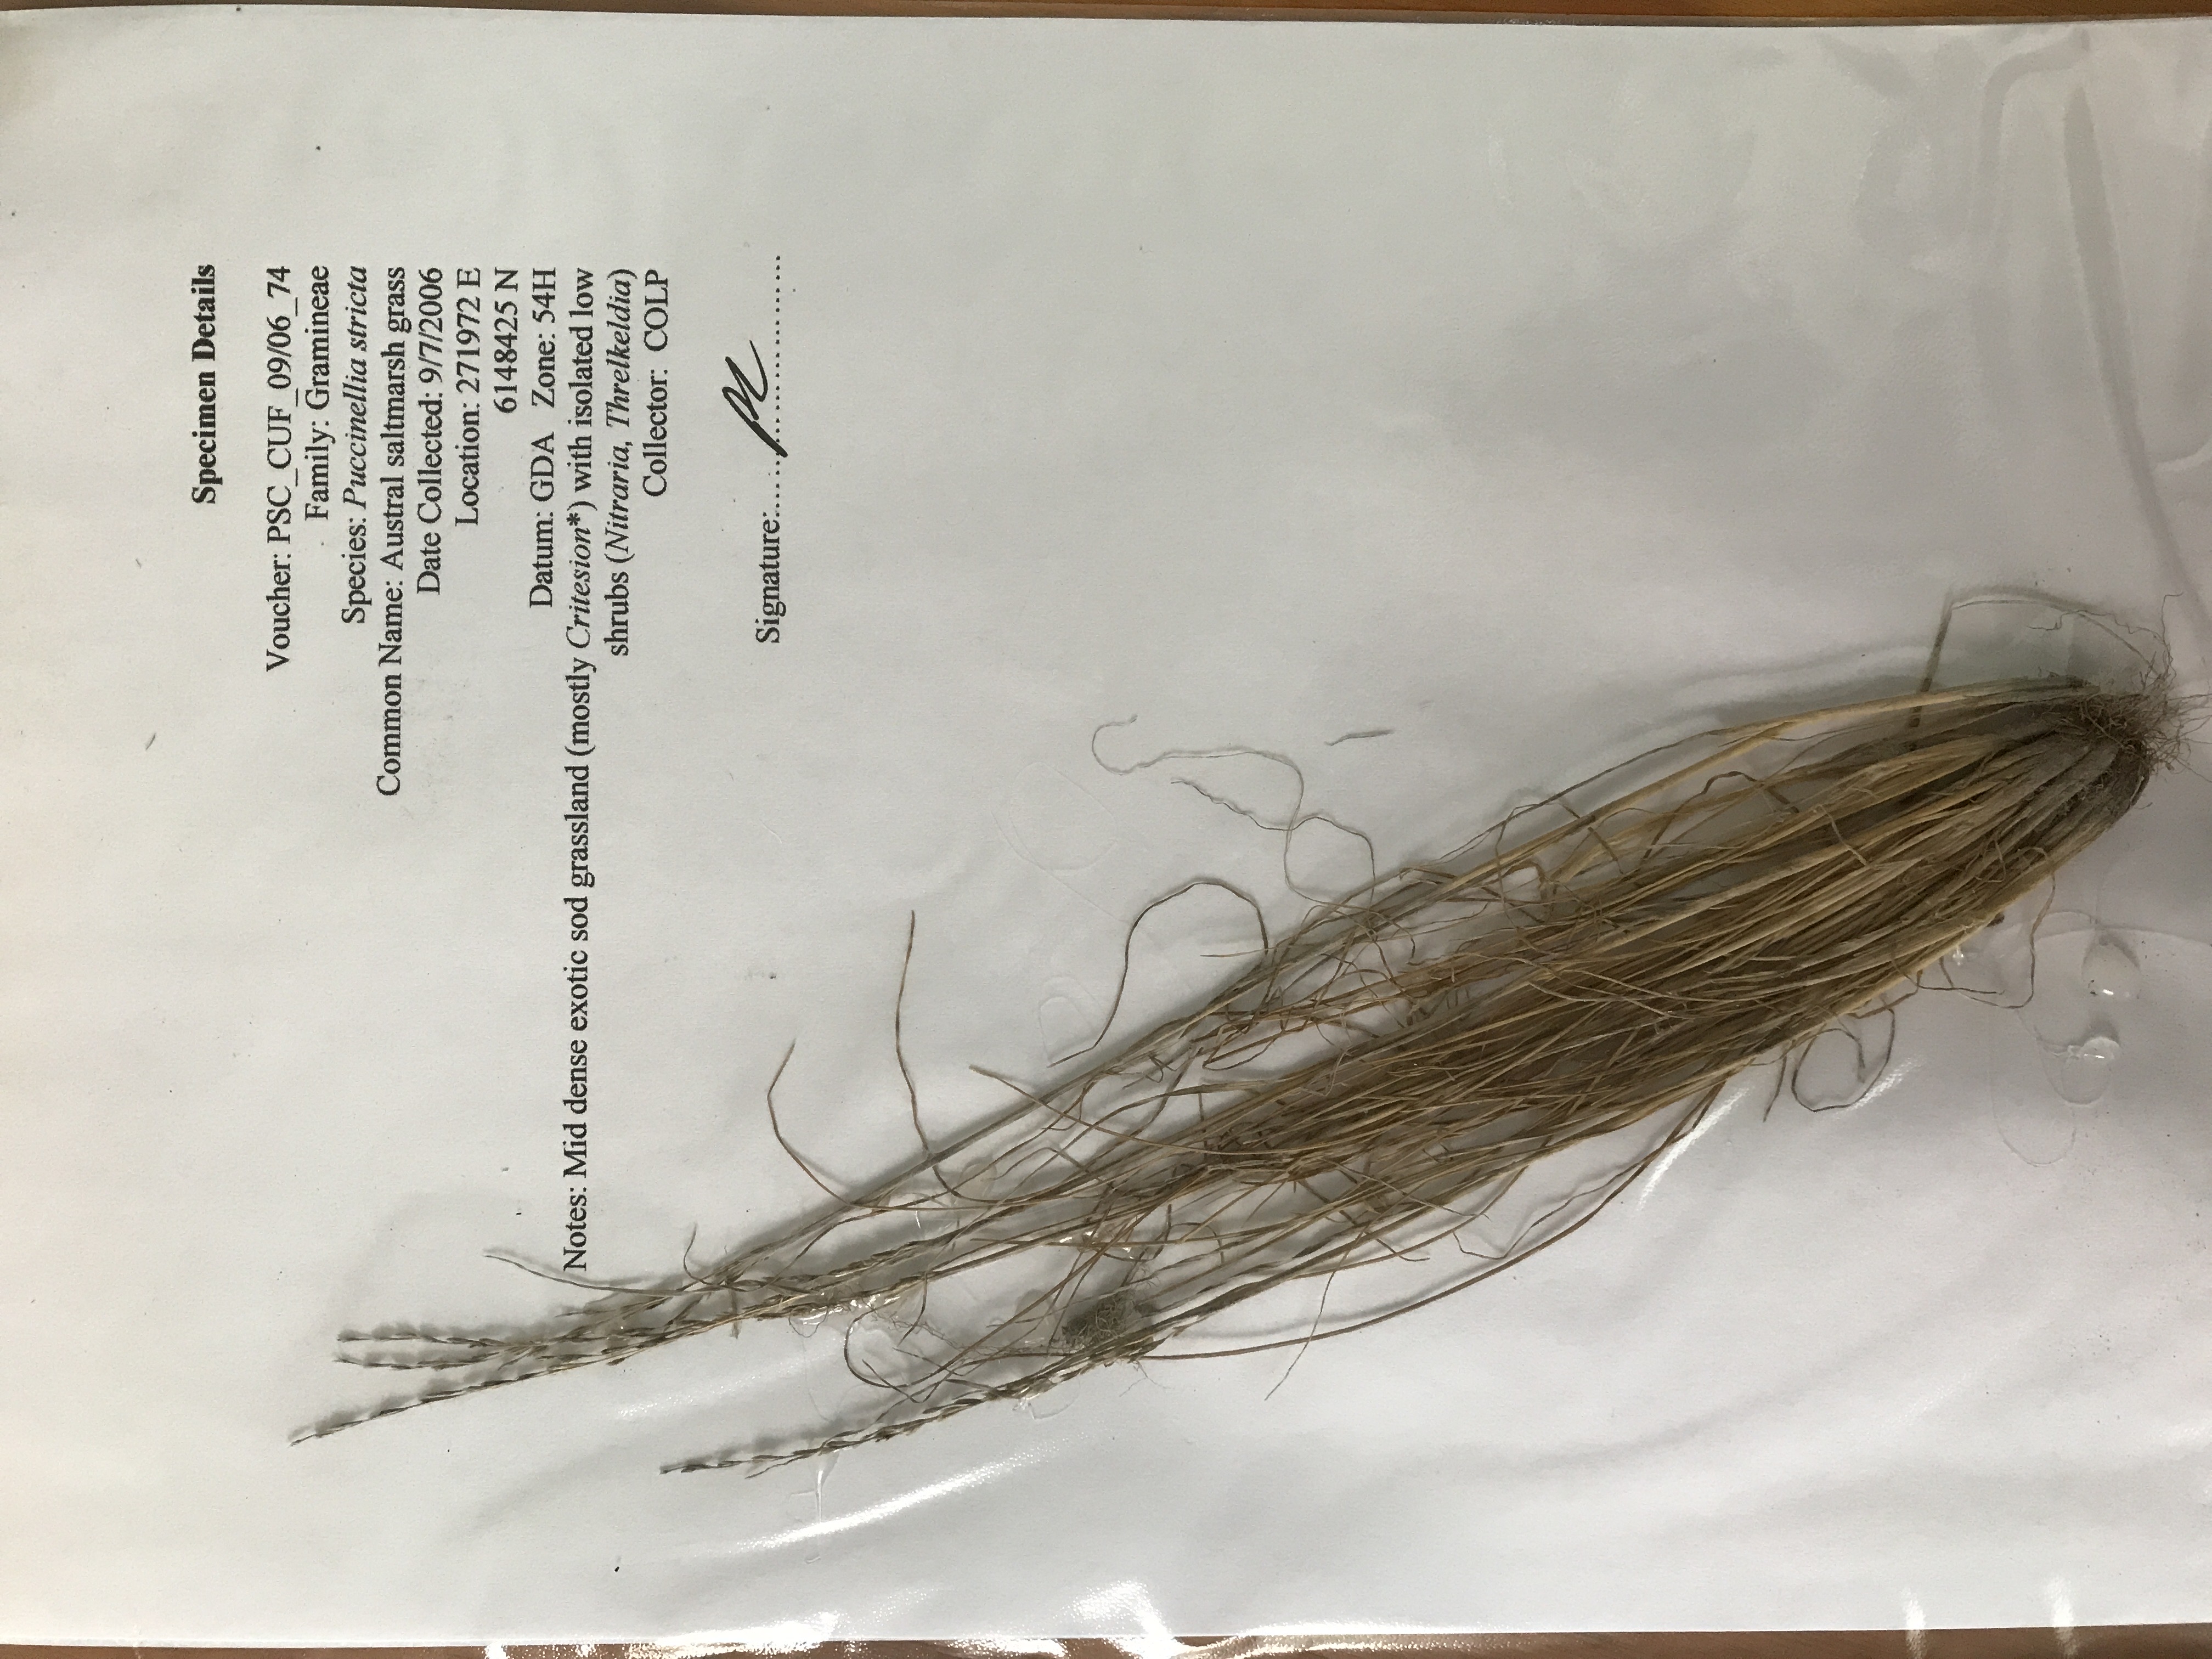 Specimen Details
Voucher: PSC_CUF_09/06_74
Family: Gramineae
Species: Puccinellia stricta
Common Name: Austral saltmarsh grass
Date Collected: 9/7/2006
Location: 271972 E
6148425 N
Datum: GDA Zone: 54H
Notes: Mid dense exotic sod grassland (mostly Critesion*) with isolated low
shrubs (Nitraria, Threlkeldia)
Collector: COLP
Signature:.......................